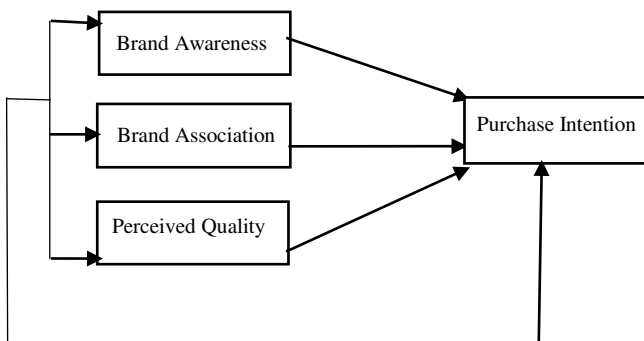 Brand Awareness
Purchase Intention
Brand Association
Perceived Quality